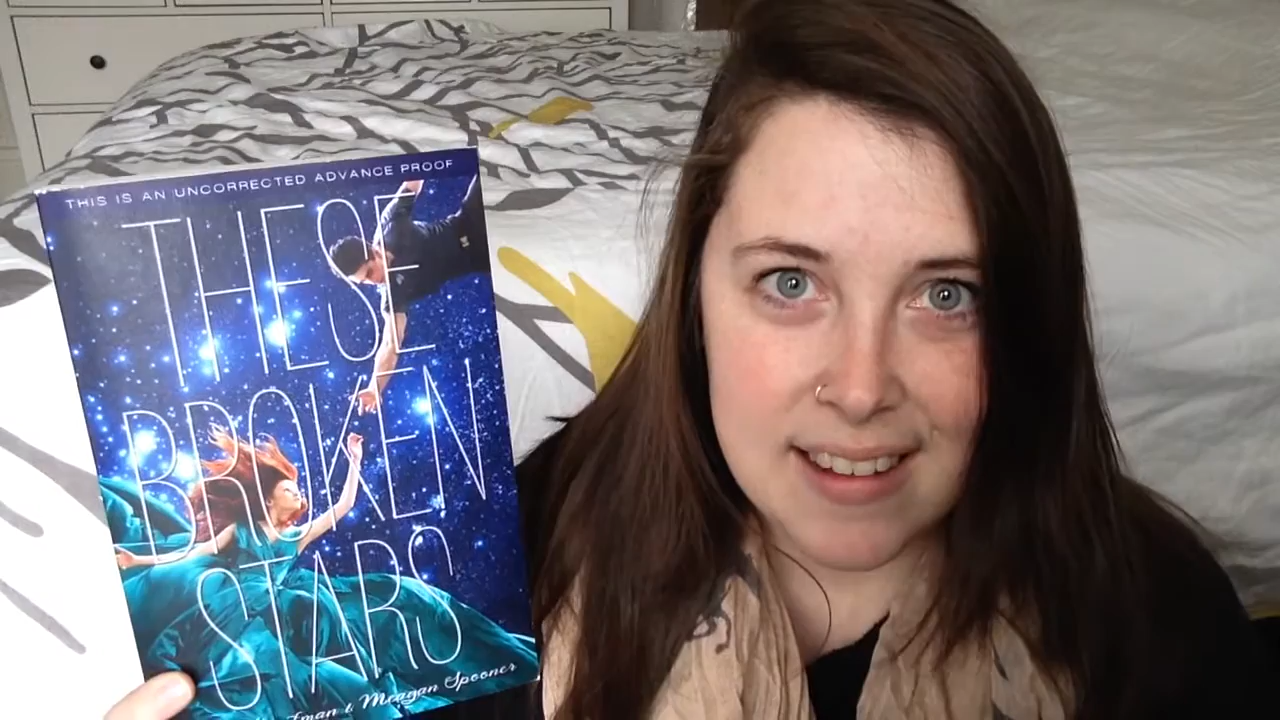 THIS IS AN UNCORRECTED ADVANCE PROOF
THESE
BROKEN
STARS
& Meagan Spooner